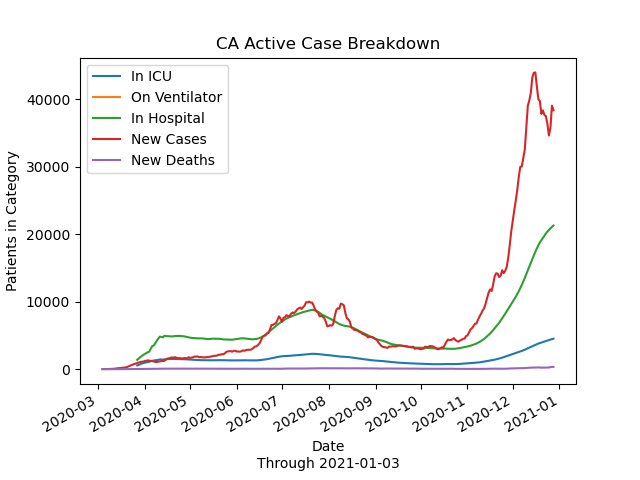 CA Active Case Breakdown
In ICU
On Ventilator
In Hospital
New Cases
New Deaths
Patients in Category
40000
30000
20000
10000
0
2020-03
2020-04
2020-05
2020-06
2020-07
2020-08
2020-09
2020-10
2020-11
2020-12
2021-01
Date
Through 2021-01-03